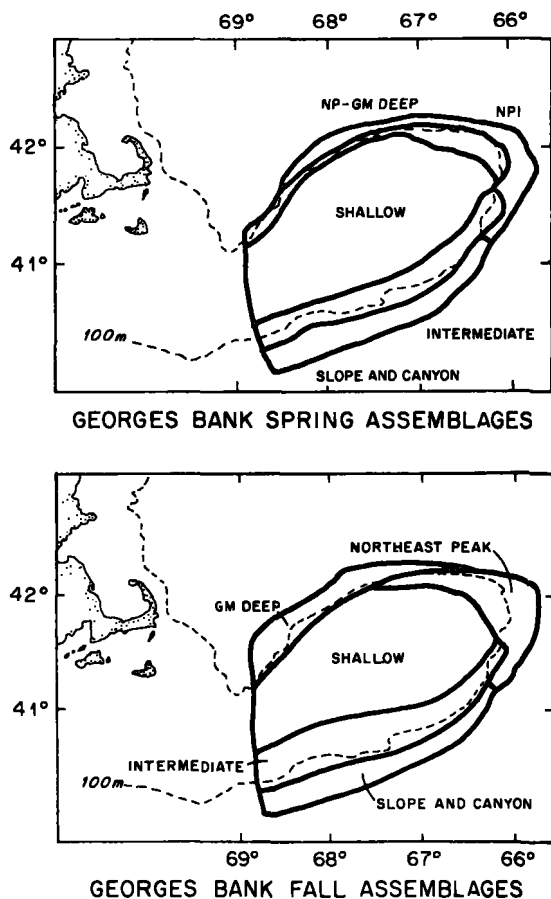 69° 68° 67° 66°
NP-GM DEEP
NPI
42°
SHALLOW
41°
INTERMEDIATE
100m
SLOPE AND CANYON
GEORGES BANK SPRING ASSEMBLAGES
NORTHEAST PEAK
42°
GM DEEP
SHALLOW
41°
INTERMEDIATE
100m
SLOPE AND CANYON
69° 68° 67° 66°
GEORGES BANK FALL ASSEMBLAGES